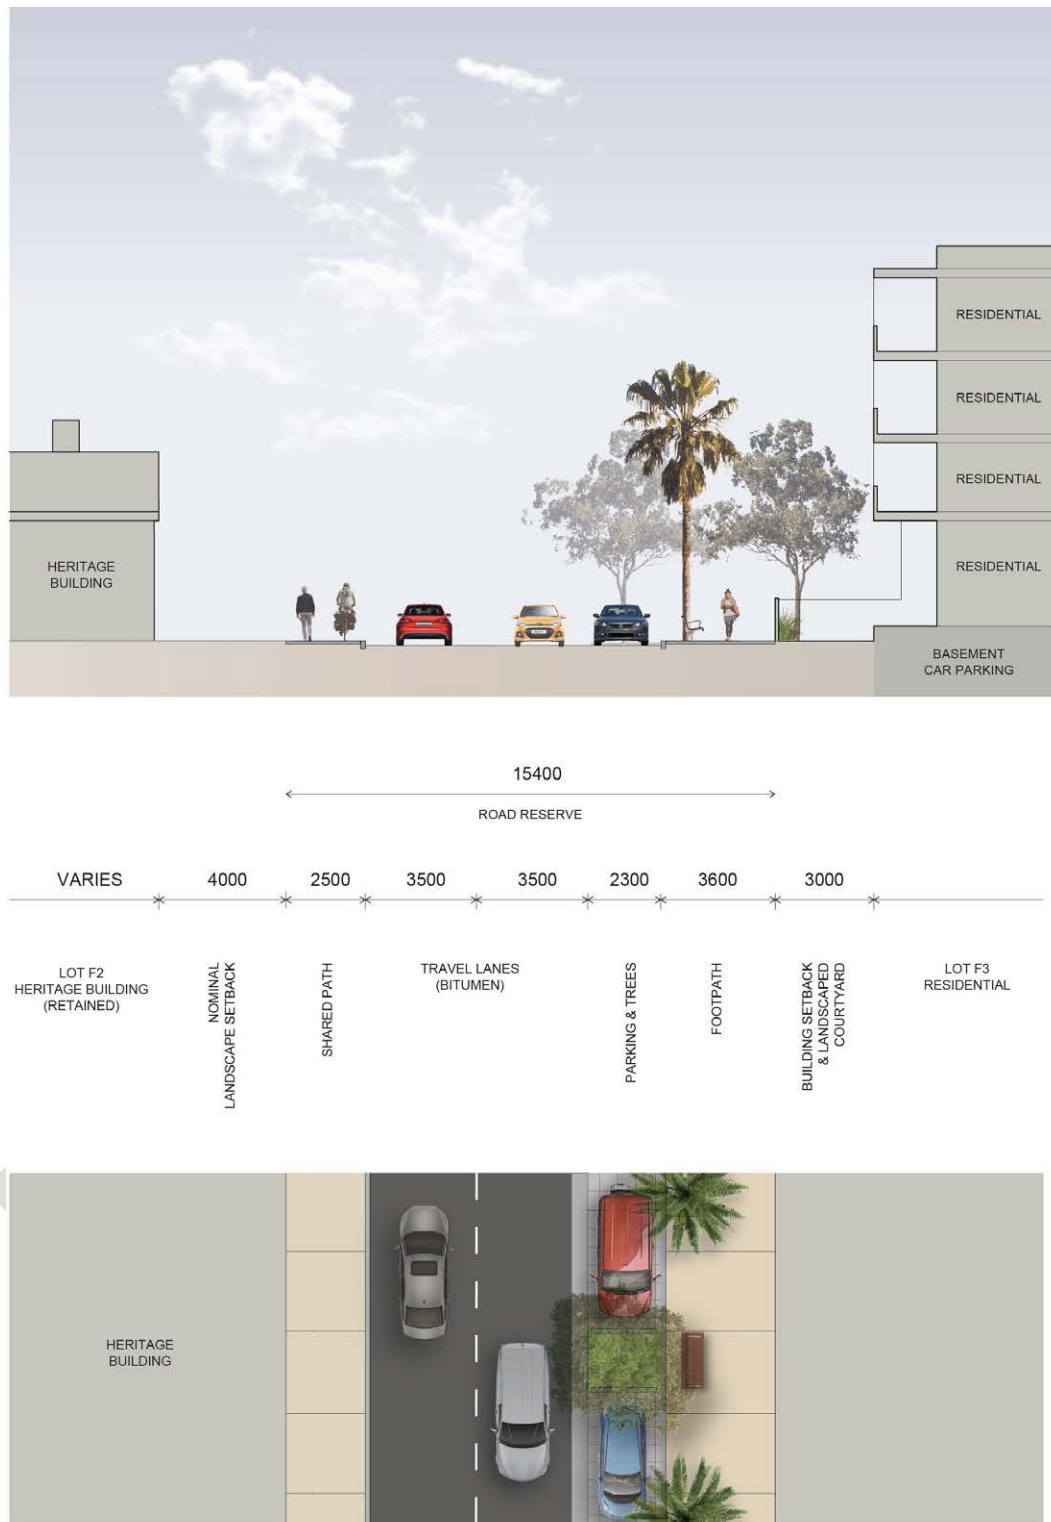 RESIDENTIAL
RESIDENTIAL
RESIDENTIAL
HERITAGE
BUILDING
RESIDENTIAL
BASEMENT
CAR PARKING
15400
ROAD RESERVE
VARIES
4000
2500
3500
3500
2300
3600
3000
LOT F2
HERITAGE BUILDING
(RETAINED)
NOMINAL
LANDSCAPE SETBACK
SHARED PATH
TRAVEL LANES
(BITUMEN)
PARKING & TREES
FOOTPATH
BUILDING SETBACK
& LANDSCAPED
COURTYARD
LOT F3
RESIDENTIAL
HERITAGE
BUILDING